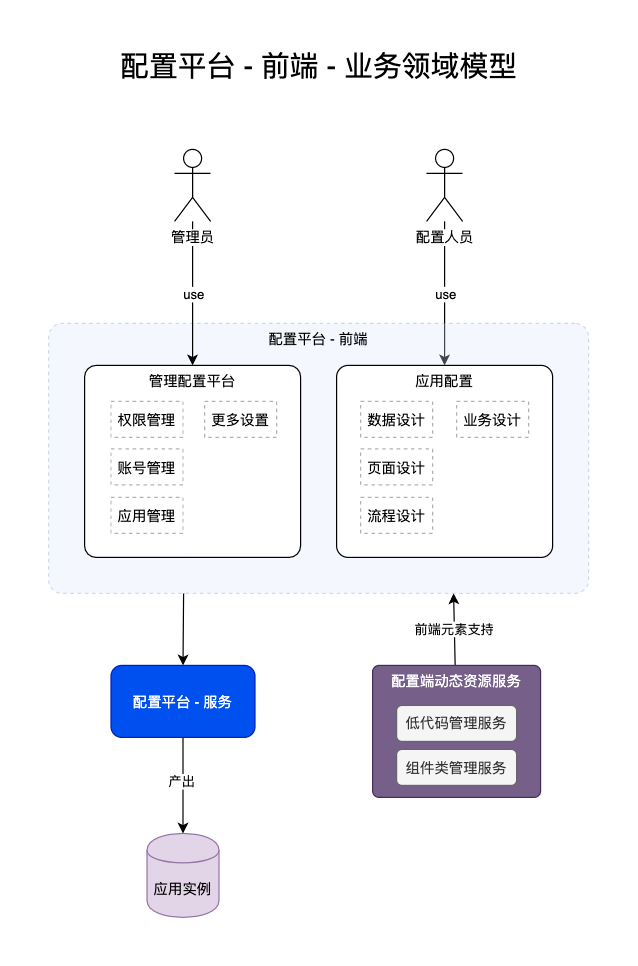 配置平台 - 前端 - 业务领域模型
管理员
配置人员
use
use
配置平台 - 前端
管理配置平台
权限管理
更多设置
账号管理
应用管理
应用配置
数据设计
业务设计
页面设计
流程设计
前端元素支持
配置平台 - 服务
配置端动态资源服务
低代码管理服务
组件类管理服务
产出
应用实例